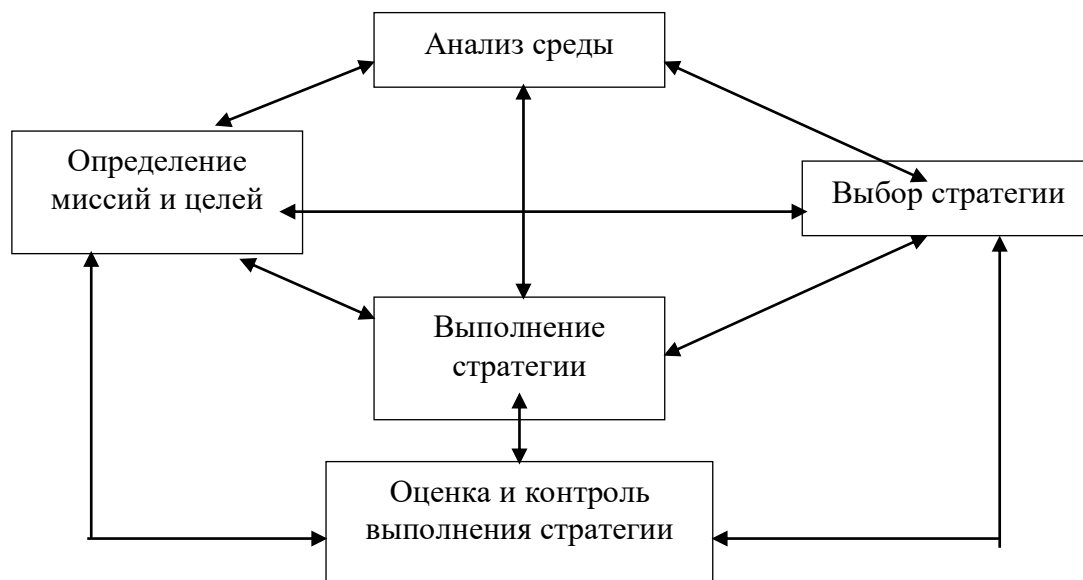 Анализ среды
Определение
миссий и целей
Выбор стратегии
Выполнение
стратегии
Оценка и контроль
выполнения стратегии